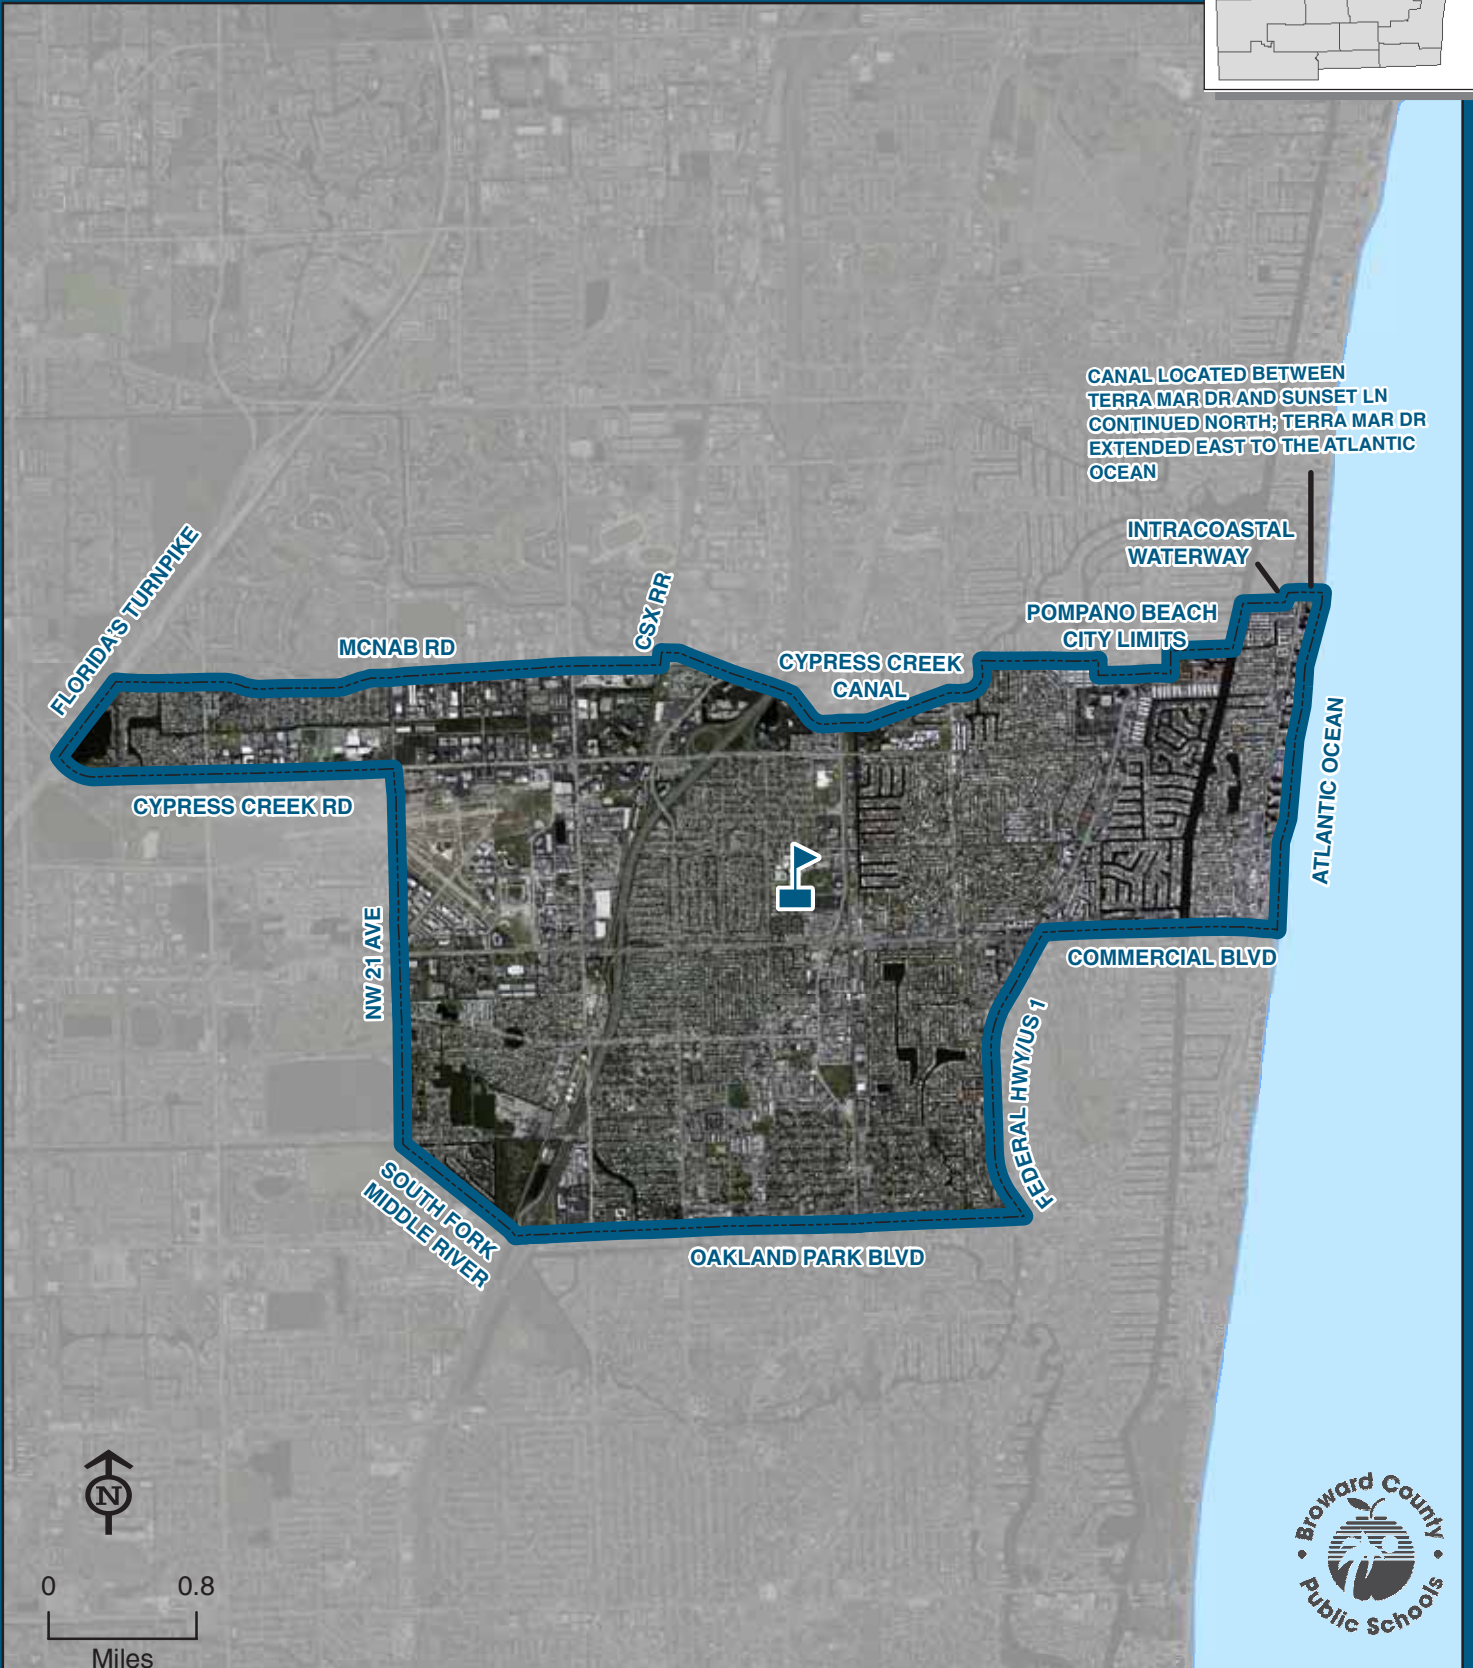 CANAL LOCATED BETWEEN
TERRA MAR DR AND SUNSET LN
CONTINUED NORTH; TERRA MAR DR
EXTENDED EAST TO THE ATLANTIC
OCEAN
INTRACOASTAL
WATERWAY
FLORIDA'S TURNPIKE
CSX RR
POMPANO BEACH
CITY LIMITS
MCNAB RD
CYPRESS CREEK
CANAL
ATLANTIC OCEAN
CYPRESS CREEK RD
NW 21 AVE
COMMERCIAL BLVD
FEDERAL HWY/US 1
SOUTH FORK
MIDDLE RIVER
OAKLAND PARK BLVD
N
Broward County
Public Schools
0 0.8
Miles